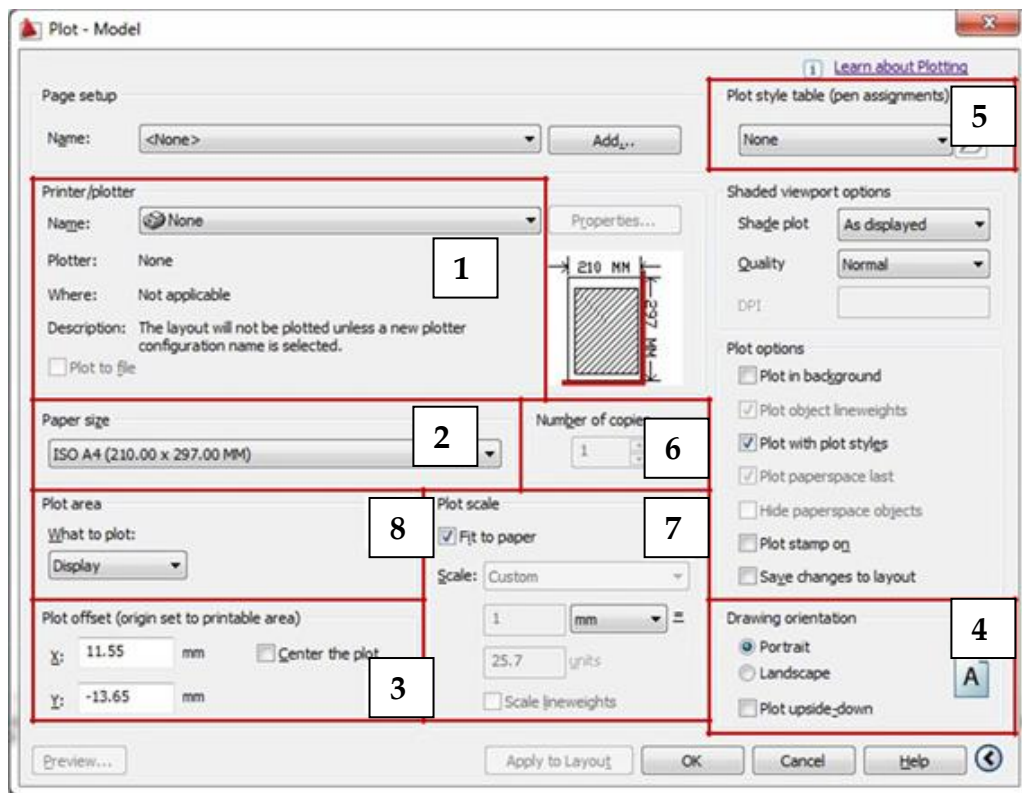 Plot - Model
i Learn about Plotting
Page setup
Name: <None> Add...
Plot style table (pen assignments)
None
5
Printer/plotter
Name: None Properties...
Plotter: None
Where: Not applicable
Description: The layout will not be plotted unless a new plotter
configuration name is selected.
Plot to file
1
210 MM
297 MM
Shaded viewport options
Shade plot As displayed
Quality Normal
DPI
Paper size
ISO A4 (210.00 x 297.00 MM)
2
Number of copies
1
6
Plot options
Plot in background
Plot object lineweights
Plot with plot styles
Plot paperspace last
Hide paperspace objects
Plot stamp on
Save changes to layout
Plot area
What to plot:
Display
8
Plot scale
Fit to paper
Scale: Custom
1 mm =
25.7 units
Scale lineweights
7
Plot offset (origin set to printable area)
X: 11.55 mm Center the plot
Y: -13.65 mm
3
Drawing orientation
Portrait
Landscape
Plot upside-down
A
4
Preview... Apply to Layout OK Cancel Help